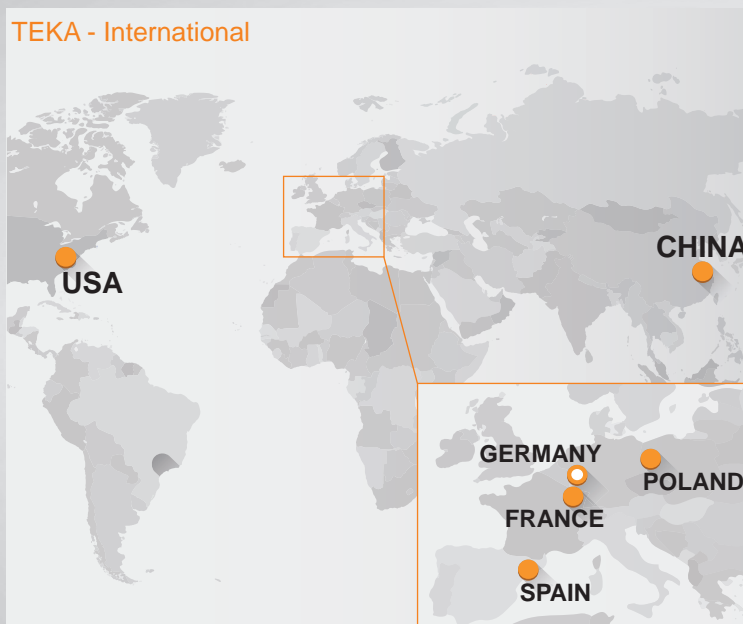 TEKA - International
CHINA
USA
GERMANY
POLAND
FRANCE
SPAIN